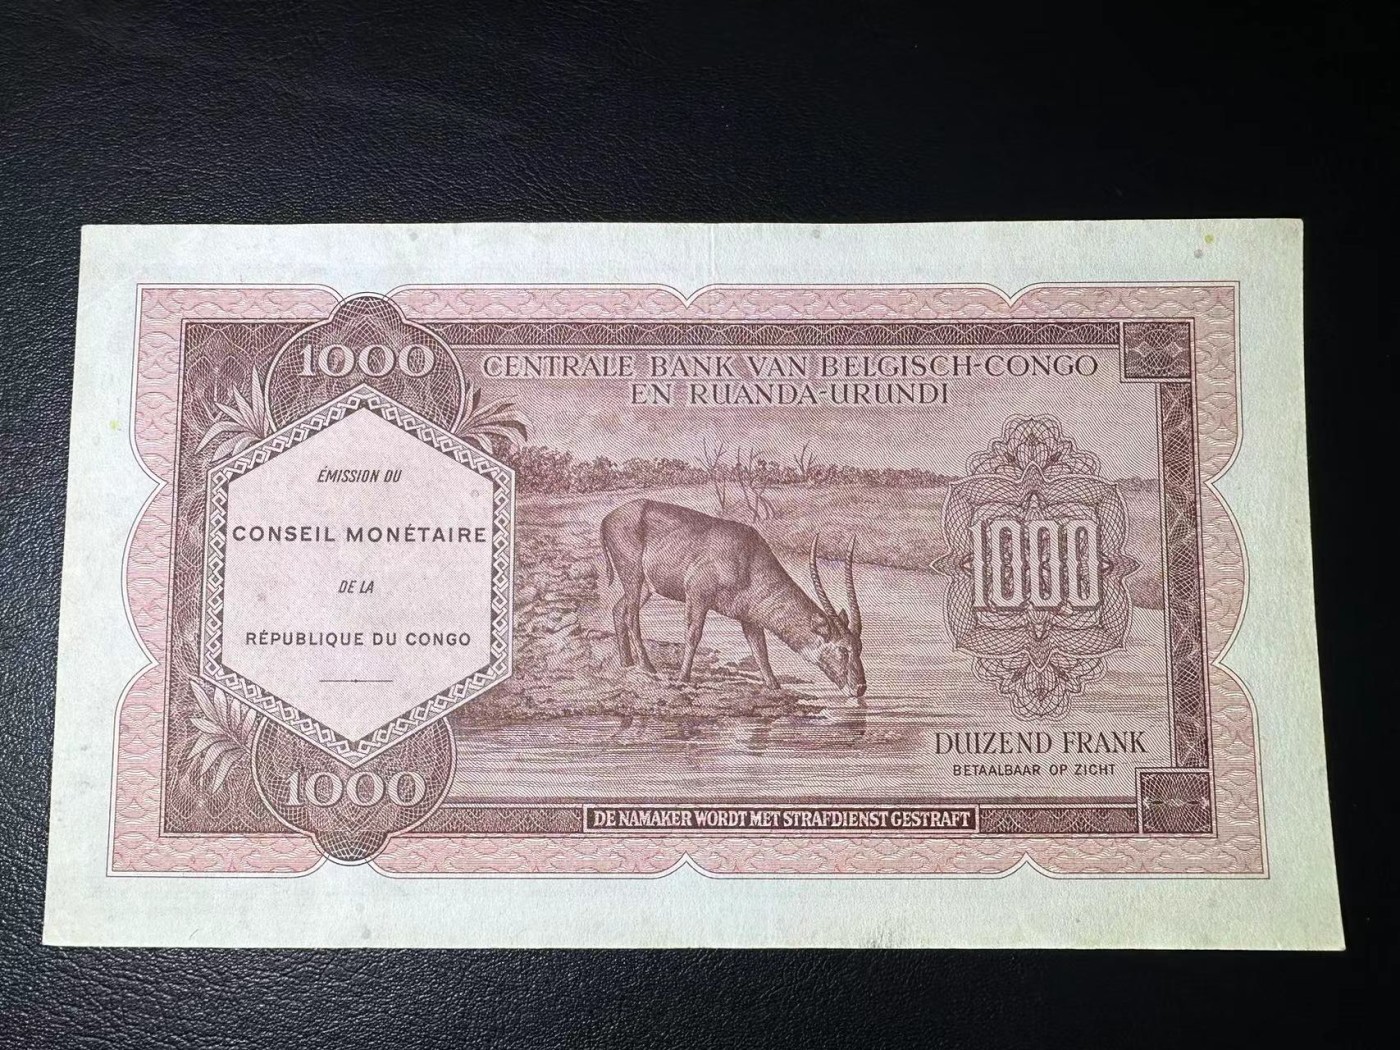 1000
CENTRALE BANK VAN BELGISCH-CONGO
EN RUANDA-URUNDI
ÉMISSION DU
CONSEIL MONÉTAIRE
DE LA
RÉPUBLIQUE DU CONGO
1000
DUIZEND FRANK
BETAALBAAR OP ZICHT
1000
DE NAMAKER WORDT MET STRAFDIENST GESTRAFT